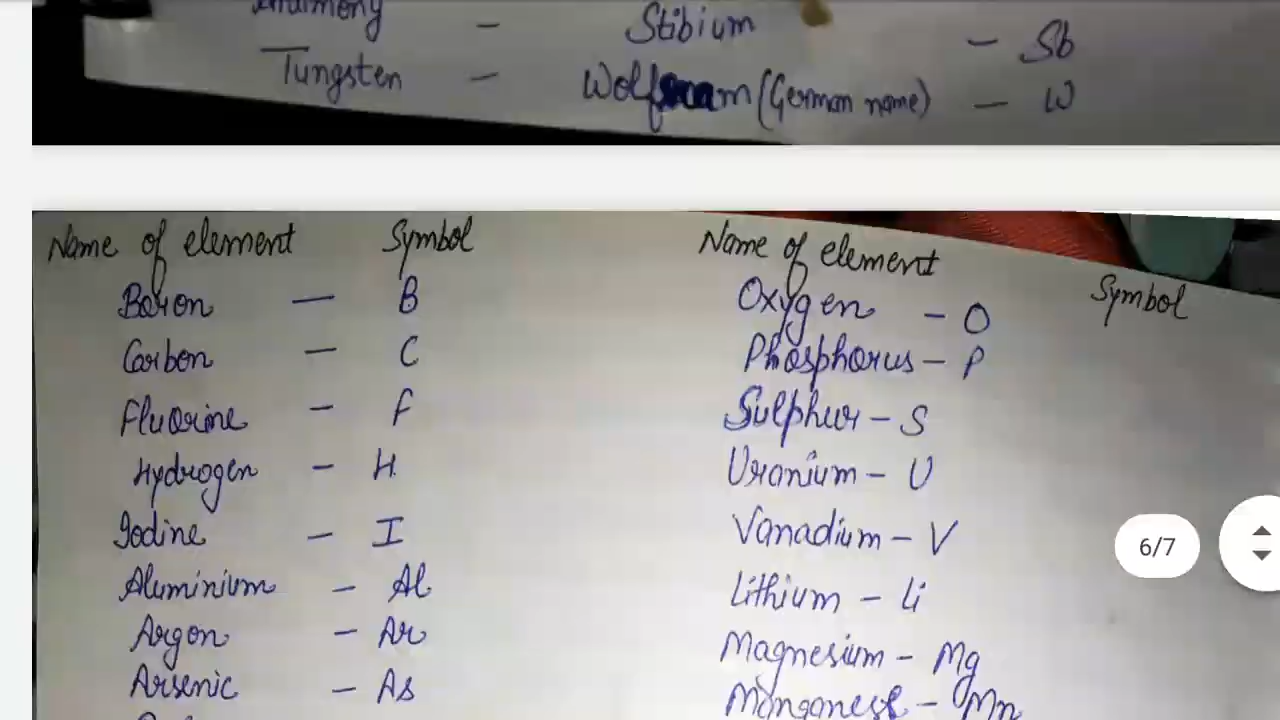 Antimony - Stibium - Sb
Tungsten - Wolfram (German name) - W
Name of element Symbol
Boron - B
Carbon - C
Fluorine - F
Hydrogen - H
Iodine - I
Aluminium - Al
Argon - Ar
Arsenic - As
Name of element Symbol
Oxygen - O
Phosphorus - P
Sulphur - S
Uranium - U
Vanadium - V
Lithium - Li
Magnesium - Mg
Manganese - Mn
6/7